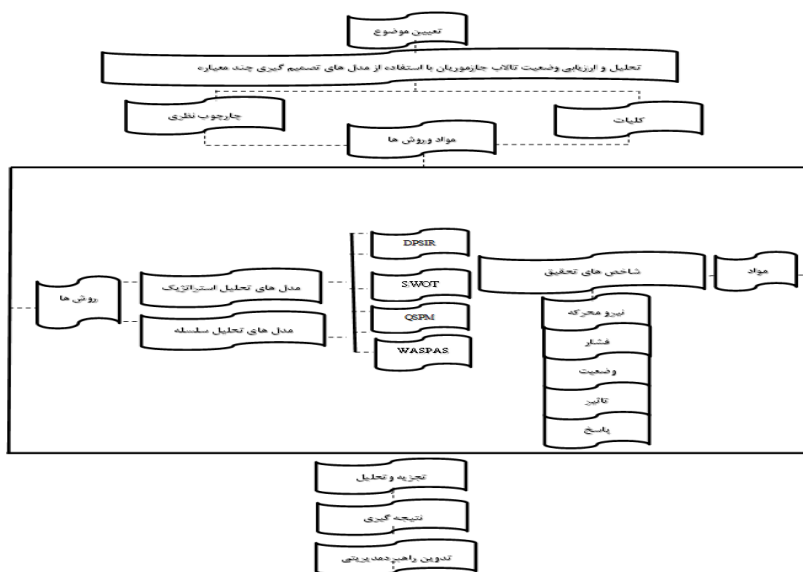 تعیین موضوع
تحلیل و ارزیابی وضعیت تالاب جازموریان با استفاده از مدل های تصمیم گیری چند معیاره
کلیات
چارچوب نظری
مواد و روش ها
مواد
شاخص های تحقیق
نیرو محرکه
فشار
وضعیت
تاثیر
پاسخ
DPSIR
SWOT
QSPM
WASPAS
مدل های تحلیل استراتژیک
مدل های تحلیل سلسله
روش ها
تجزیه و تحلیل
نتیجه گیری
تدوین راهبردمدیریتی